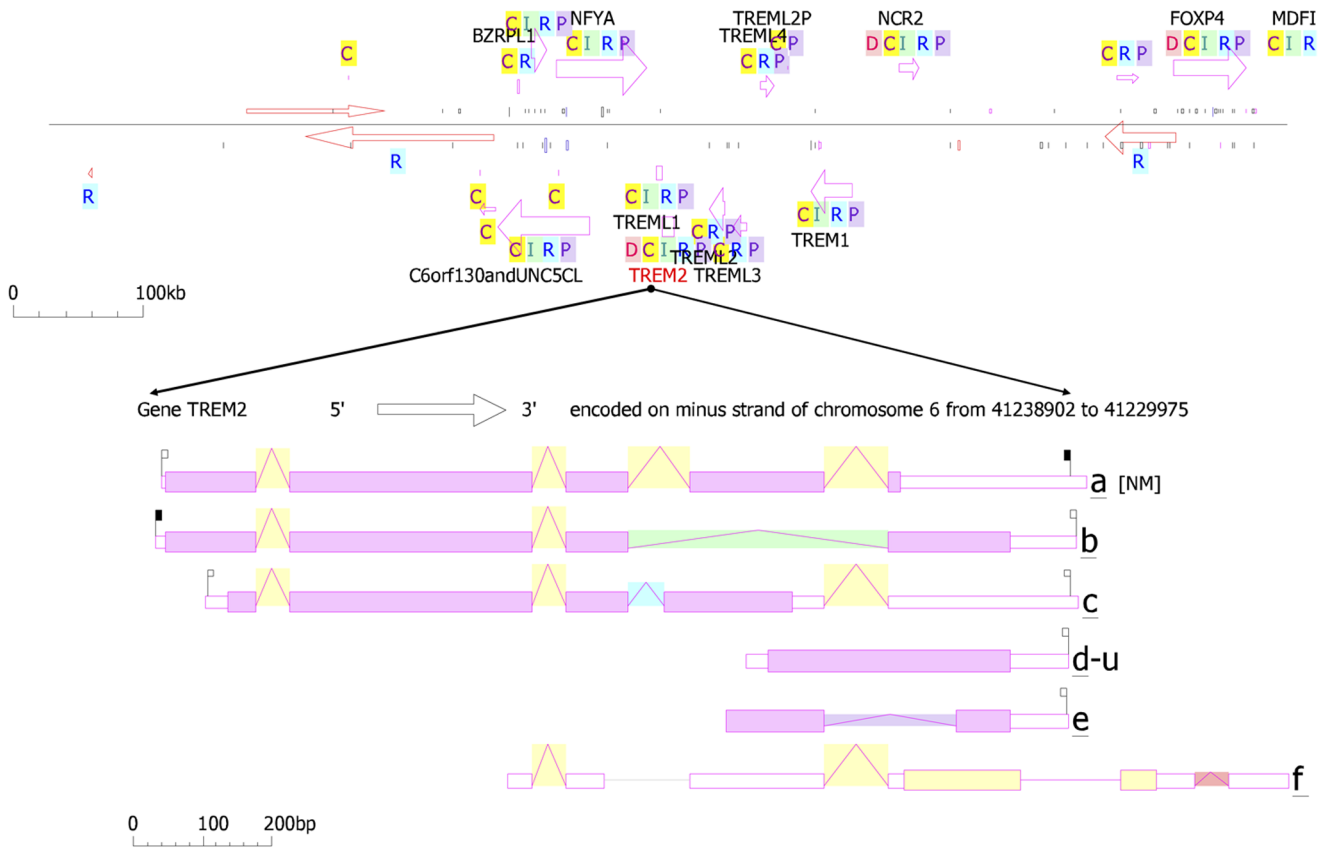 C I R P NFYA TREML2P NCR2 FOXP4 MDFI
BZRPL1 C I R P TREML4 C P D C I R P D C I R P C I R
C C R C R P C R P
R R
R C C C I R P C I R P
C TREML1 C R P TREM1
C I R P D C I R P C R P
TREML2
C6orf130andUNC5CL TREM2 TREML3
0 100kb
Gene TREM2 5' 3' encoded on minus strand of chromosome 6 from 41238902 to 41229975
a [NM]
b
c
d-u
e
f
0 100 200bp